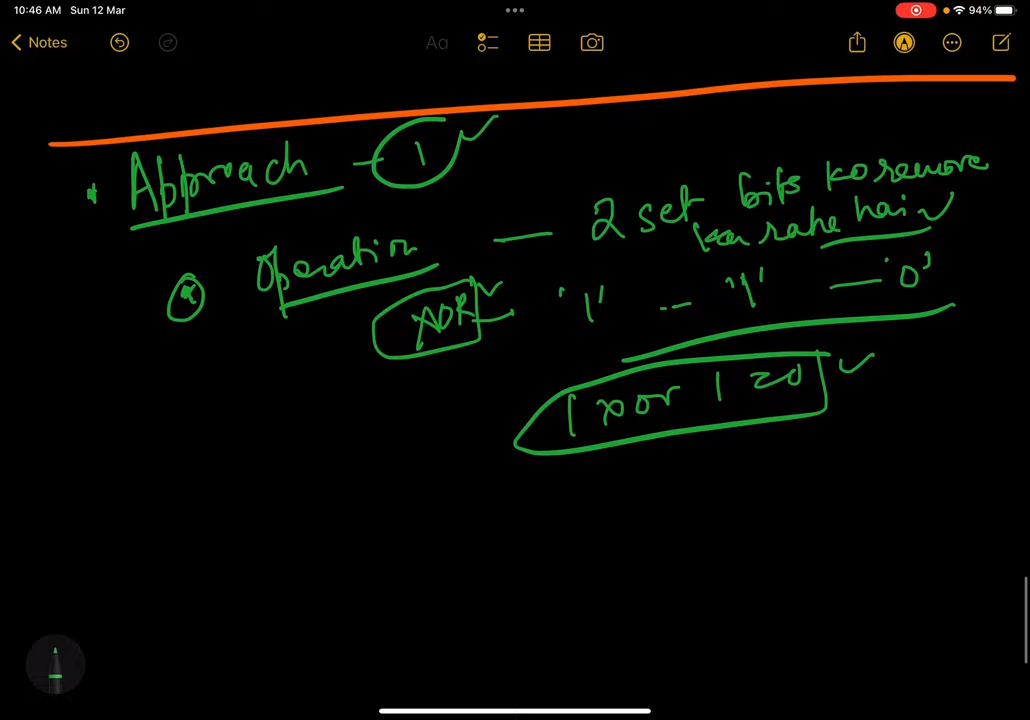 10:46 AM Sun 12 Mar
94%
Notes
Aa
* Approach - 1
Operation — 2 set bits ko remove
kar rahe hain
XOR '1' -- '1' — '0'
1 xor 1 = 0